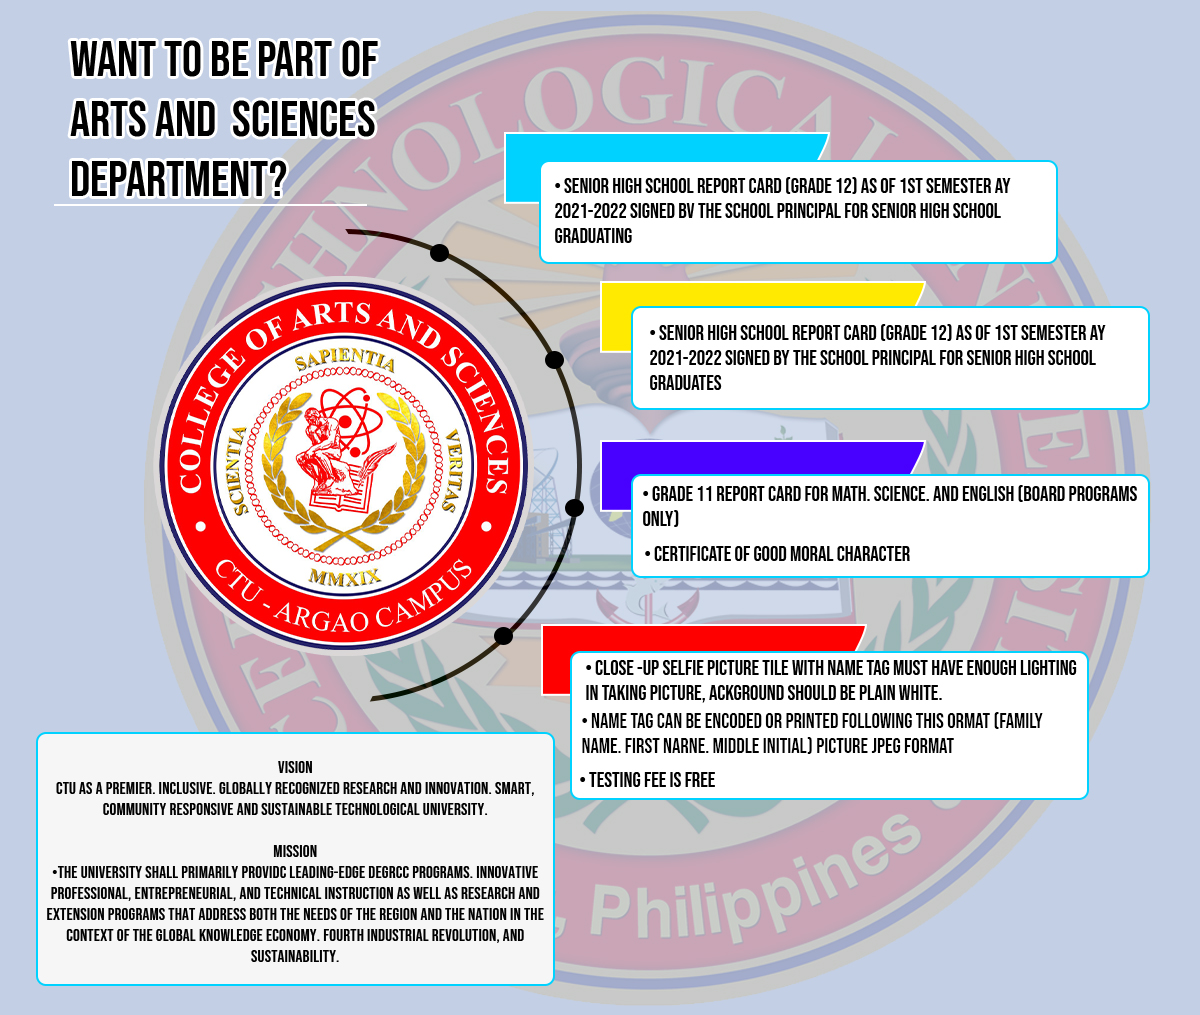 WANT TO BE PART OF
ARTS AND SCIENCES
DEPARTMENT?
• SENIOR HIGH SCHOOL REPORT CARD (GRADE 12) AS OF 1ST SEMESTER AY
2021-2022 SIGNED BV THE SCHOOL PRINCIPAL FOR SENIOR HIGH SCHOOL
GRADUATING
• SENIOR HIGH SCHOOL REPORT CARD (GRADE 12) AS OF 1ST SEMESTER AY
2021-2022 SIGNED BY THE SCHOOL PRINCIPAL FOR SENIOR HIGH SCHOOL
GRADUATES
• GRADE 11 REPORT CARD FOR MATH. SCIENCE. AND ENGLISH (BOARD PROGRAMS
ONLY)
• CERTIFICATE OF GOOD MORAL CHARACTER
• CLOSE -UP SELFIE PICTURE TILE WITH NAME TAG MUST HAVE ENOUGH LIGHTING
IN TAKING PICTURE, ACKGROUND SHOULD BE PLAIN WHITE.
• NAME TAG CAN BE ENCODED OR PRINTED FOLLOWING THIS ORMAT (FAMILY
NAME. FIRST NARNE. MIDDLE INITIAL) PICTURE JPEG FORMAT
• TESTING FEE IS FREE
COLLEGE OF ARTS AND SCIENCES
SAPIENTIA
SCIENTIA
VERITAS
MMXIX
• CTU - ARGAO CAMPUS •
VISION
CTU AS A PREMIER. INCLUSIVE. GLOBALLY RECOGNIZED RESEARCH AND INNOVATION. SMART,
COMMUNITY RESPONSIVE AND SUSTAINABLE TECHNOLOGICAL UNIVERSITY.
MISSION
•THE UNIVERSITY SHALL PRIMARILY PROVIDC LEADING-EDGE DEGRCC PROGRAMS. INNOVATIVE
PROFESSIONAL, ENTREPRENEURIAL, AND TECHNICAL INSTRUCTION AS WELL AS RESEARCH AND
EXTENSION PROGRAMS THAT ADDRESS BOTH THE NEEDS OF THE REGION AND THE NATION IN THE
CONTEXT OF THE GLOBAL KNOWLEDGE ECONOMY. FOURTH INDUSTRIAL REVOLUTION, AND
SUSTAINABILITY.
, Philippines